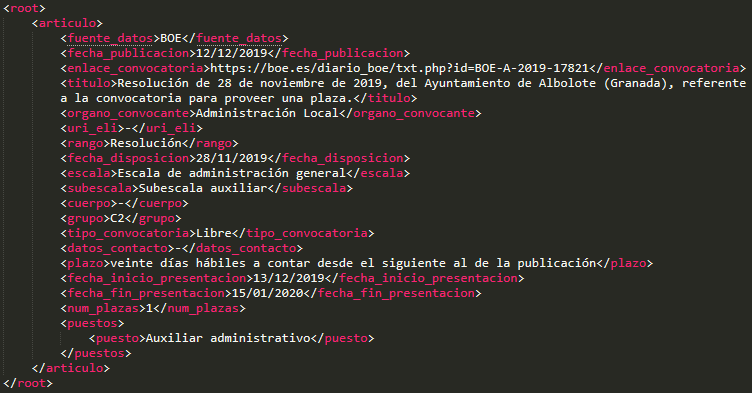 <root>
<articulo>
<fuente_datos>BOE</fuente_datos>
<fecha_publicacion>12/12/2019</fecha_publicacion>
<enlace_convocatoria>https://boe.es/diario_boe/txt.php?id=BOE-A-2019-17821</enlace_convocatoria>
<titulo>Resolución de 28 de noviembre de 2019, del Ayuntamiento de Albolote (Granada), referente
a la convocatoria para proveer una plaza.</titulo>
<organo_convocante>Administración Local</organo_convocante>
<uri_eli>-</uri_eli>
<rango>Resolución</rango>
<fecha_disposicion>28/11/2019</fecha_disposicion>
<escala>Escala de administración general</escala>
<subescala>Subescala auxiliar</subescala>
<cuerpo>-</cuerpo>
<grupo>C2</grupo>
<tipo_convocatoria>Libre</tipo_convocatoria>
<datos_contacto>-</datos_contacto>
<plazo>veinte días hábiles a contar desde el siguiente al de la publicación</plazo>
<fecha_inicio_presentacion>13/12/2019</fecha_inicio_presentacion>
<fecha_fin_presentacion>15/01/2020</fecha_fin_presentacion>
<num_plazas>1</num_plazas>
<puestos>
<puesto>Auxiliar administrativo</puesto>
</puestos>
</articulo>
</root>